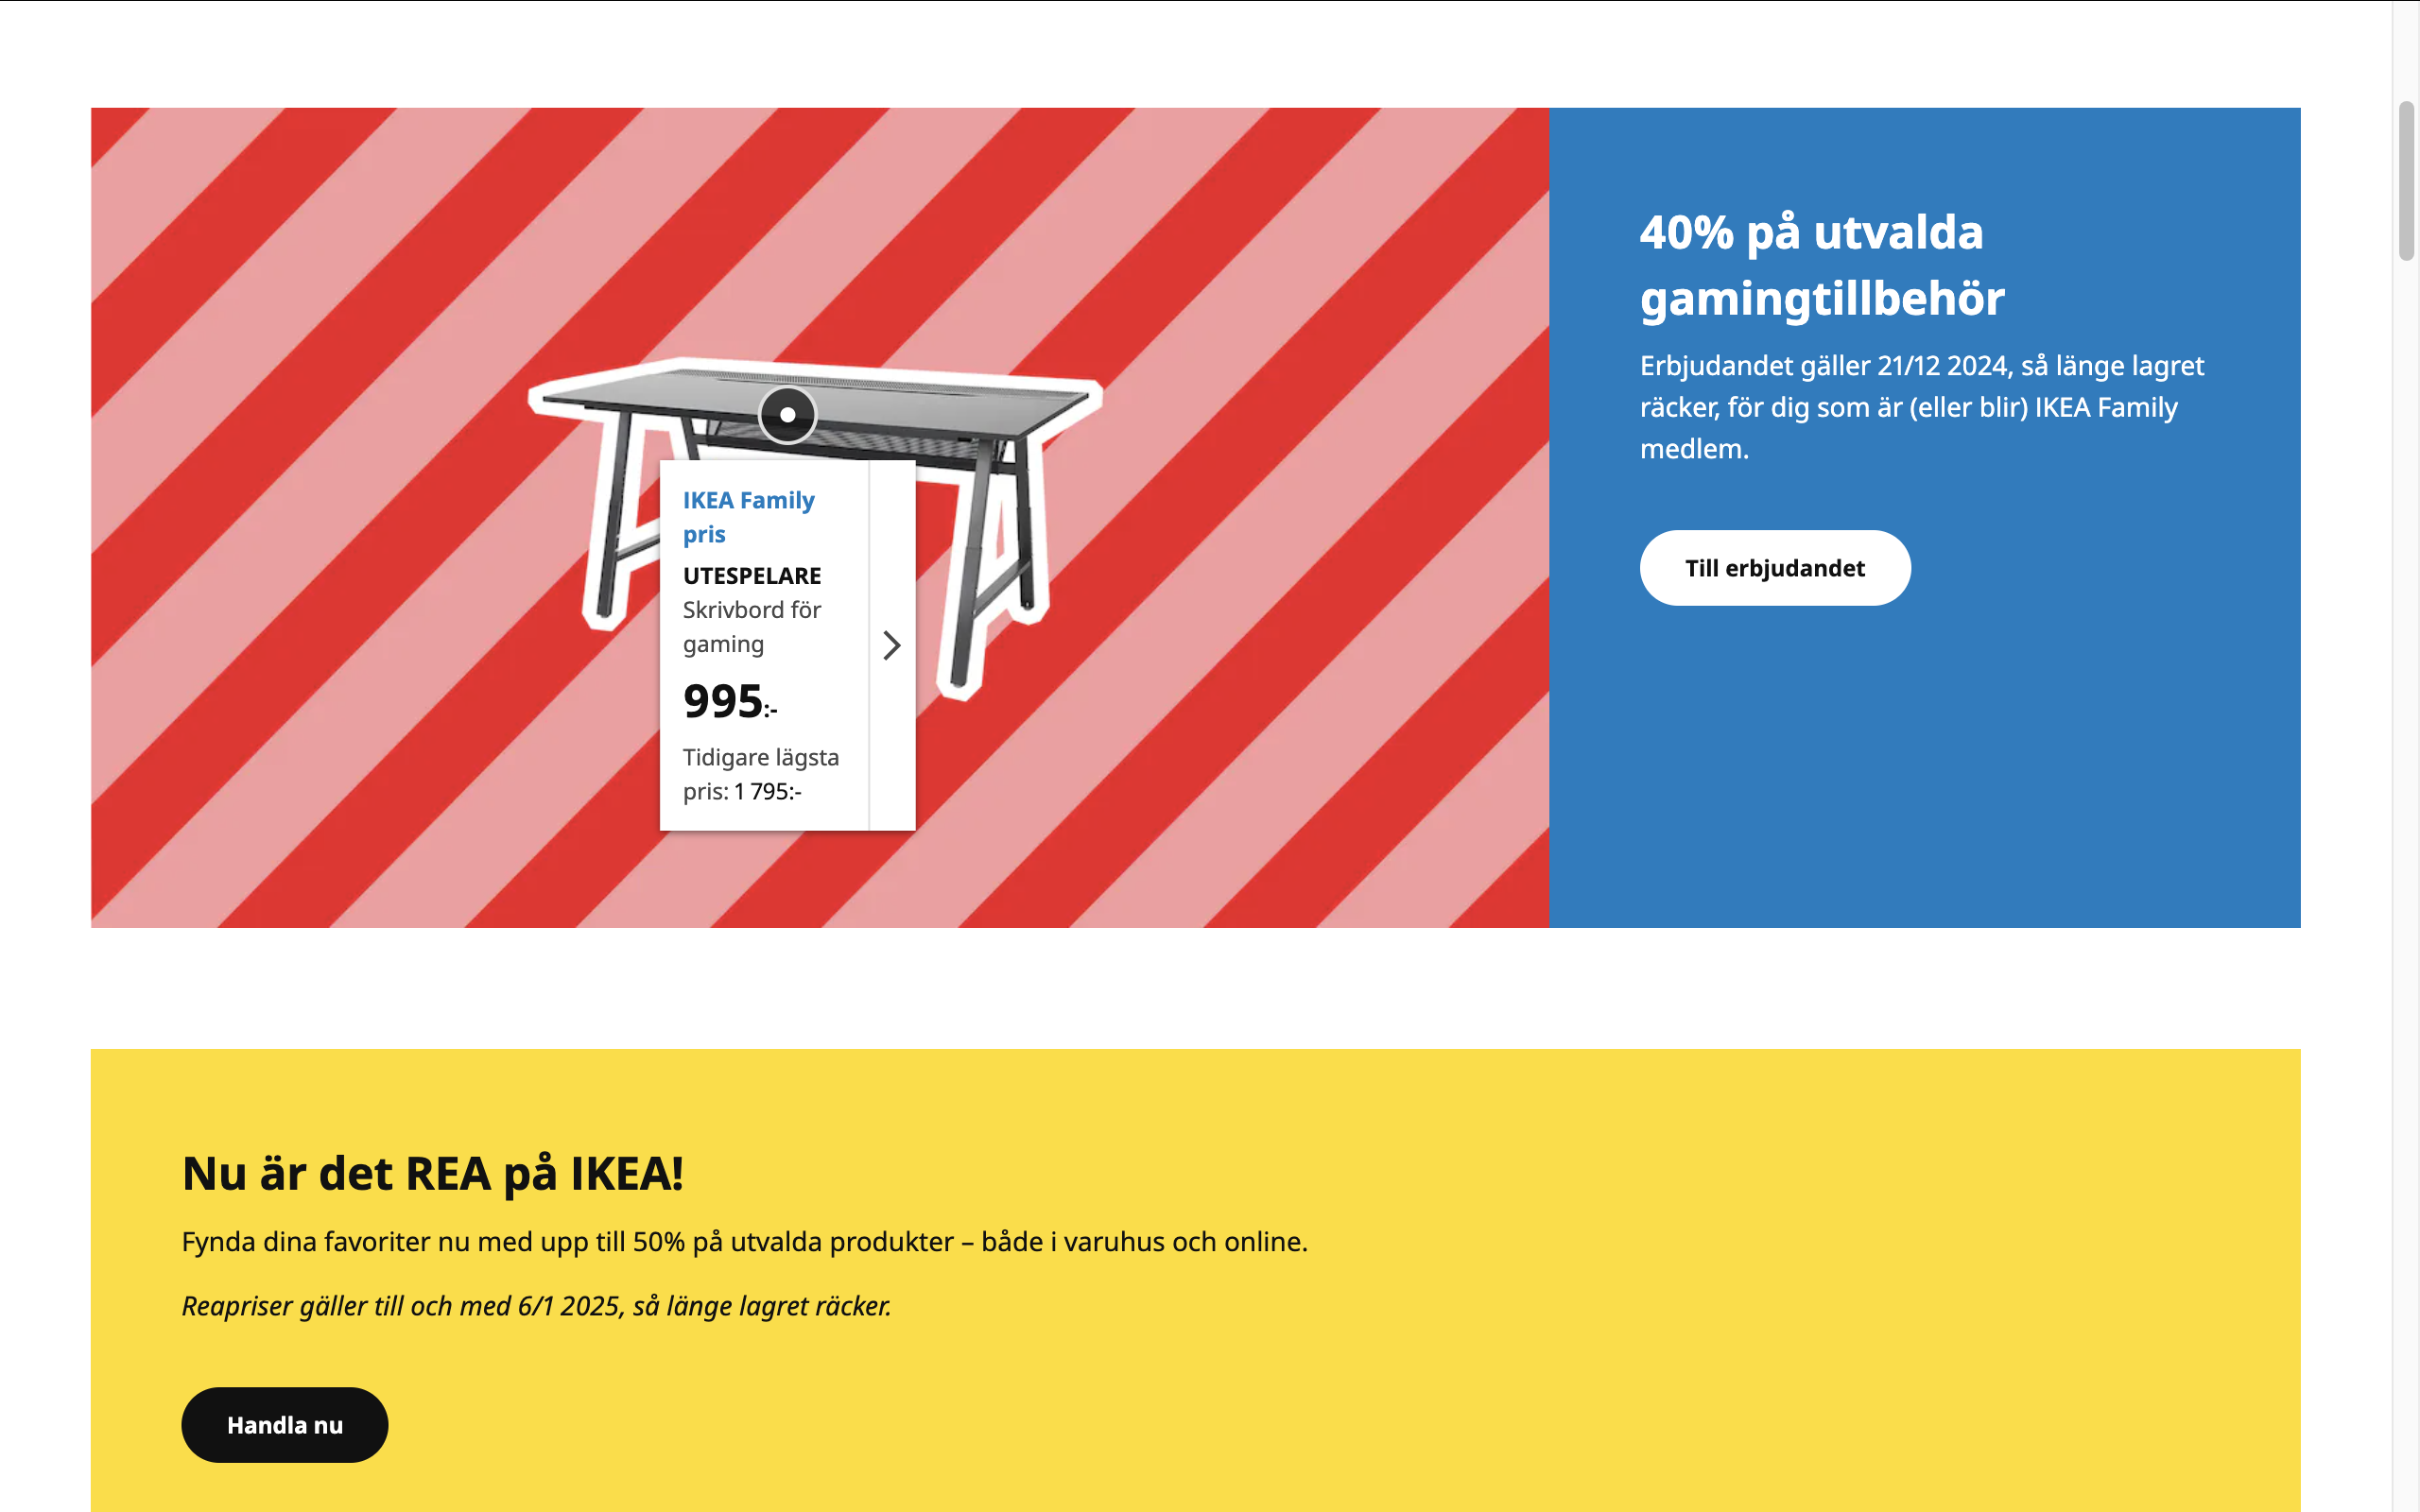 40% på utvalda
gamingtillbehör
Erbjudandet gäller 21/12 2024, så länge lagret
räcker, för dig som är (eller blir) IKEA Family
medlem.
Till erbjudandet
IKEA Family
pris
UTESPELARE
Skrivbord för
gaming
995:-
Tidigare lägsta
pris: 1 795:-
Nu är det REA på IKEA!
Fynda dina favoriter nu med upp till 50% på utvalda produkter – både i varuhus och online.
Reapriser gäller till och med 6/1 2025, så länge lagret räcker.
Handla nu